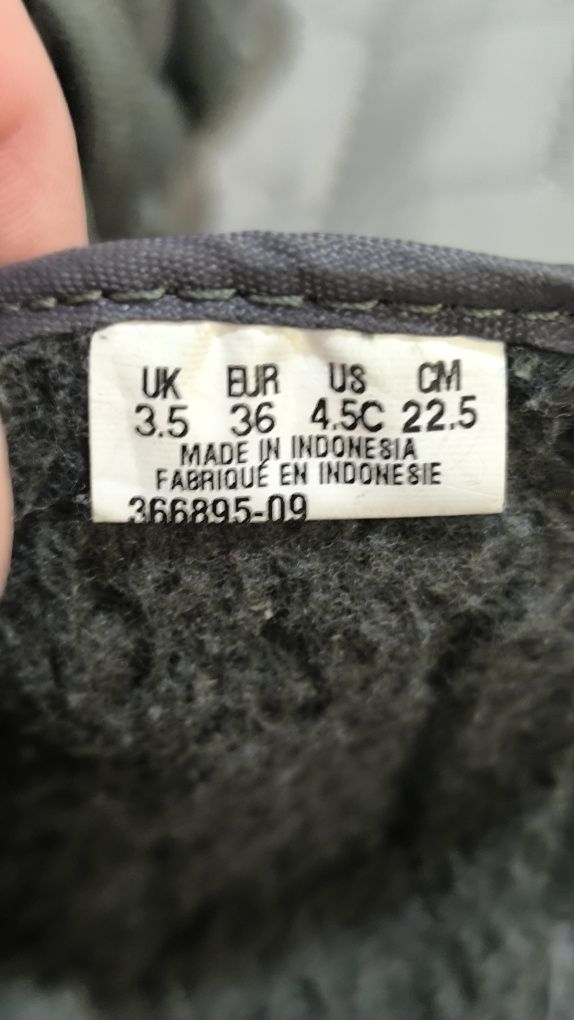 UK EUR US CM
3.5 36 4.5C 22.5
MADE IN INDONESIA
FABRIQUÉ EN INDONESIE
366895-09